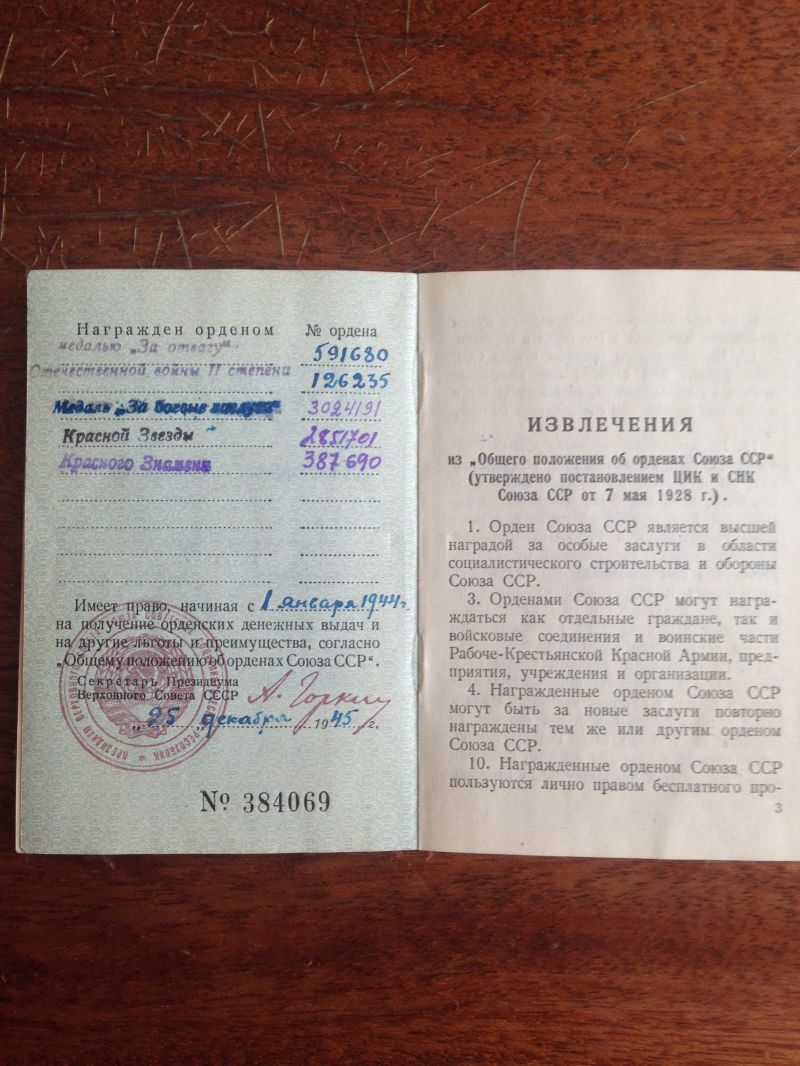 Награжден орденом № ордена
медалью „За отвагу" 591680
Отечественной войны II степени 126235
Медаль „За боевые заслуги" 3024191
Красной Звезды 2851701
Красного Знамени 387690
Имеет право, начиная с 1 января 1944 г.
на получение орденских денежных выдач и
на другие льготы и преимущества, согласно
„Общему положению об орденах Союза ССР".
Секретарь Президиума
Верховного Совета СССР А. Горкин
„25" декабря 1945 г.
№ 384069
ИЗВЛЕЧЕНИЯ
из „Общего положения об орденах Союза ССР"
(утверждено постановлением ЦИК и СНК
Союза ССР от 7 мая 1928 г.).
1. Орден Союза ССР является высшей
наградой за особые заслуги в области
социалистического строительства и обороны
Союза ССР.
3. Орденами Союза ССР могут награ-
ждаться как отдельные граждане, так и
войсковые соединения и воинские части
Рабоче-Крестьянской Красной Армии, пред-
приятия, учреждения и организации.
4. Награжденные орденом Союза ССР
могут быть за новые заслуги повторно
награждены тем же или другим орденом
Союза ССР.
10. Награжденные орденом Союза ССР
пользуются лично правом бесплатного про-
3